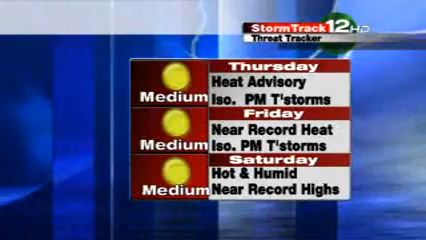 StormTrack 12 HD
Threat Tracker
Thursday
Medium
Heat Advisory
Iso. PM T'storms
Friday
Medium
Near Record Heat
Iso. PM T'storms
Saturday
Medium
Hot & Humid
Near Record Highs